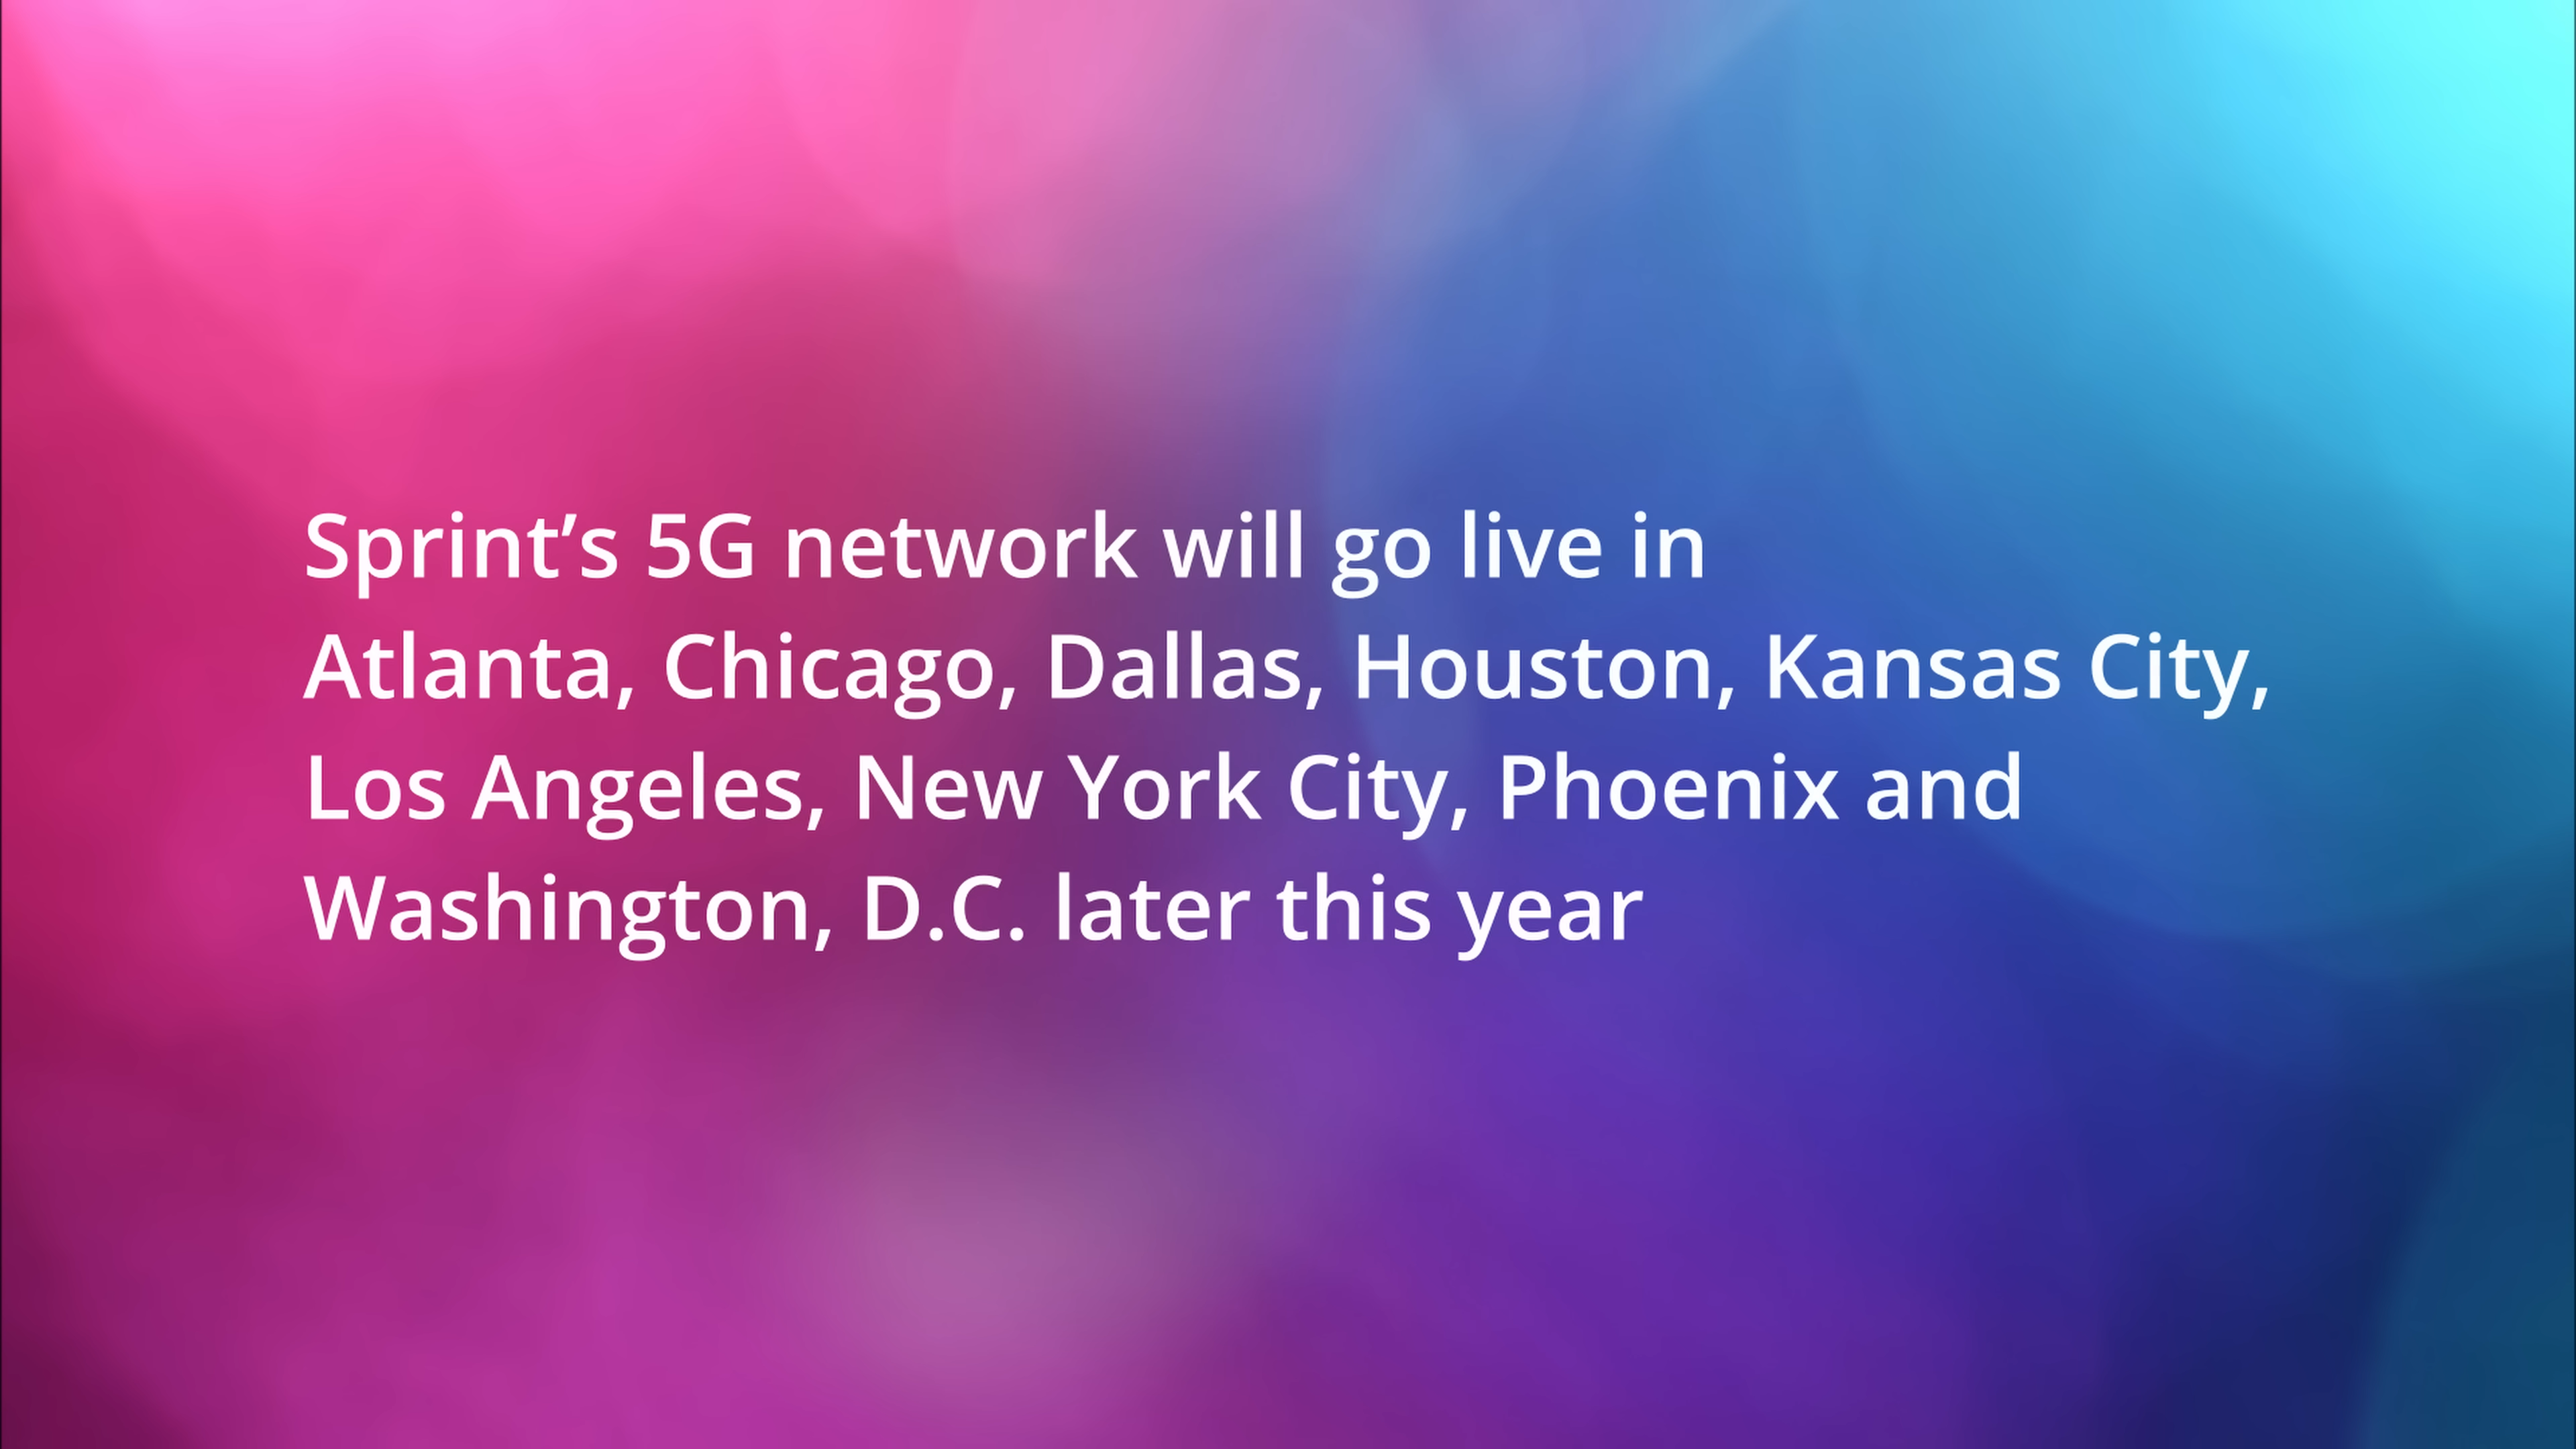 Sprint’s 5G network will go live in
Atlanta, Chicago, Dallas, Houston, Kansas City,
Los Angeles, New York City, Phoenix and
Washington, D.C. later this year